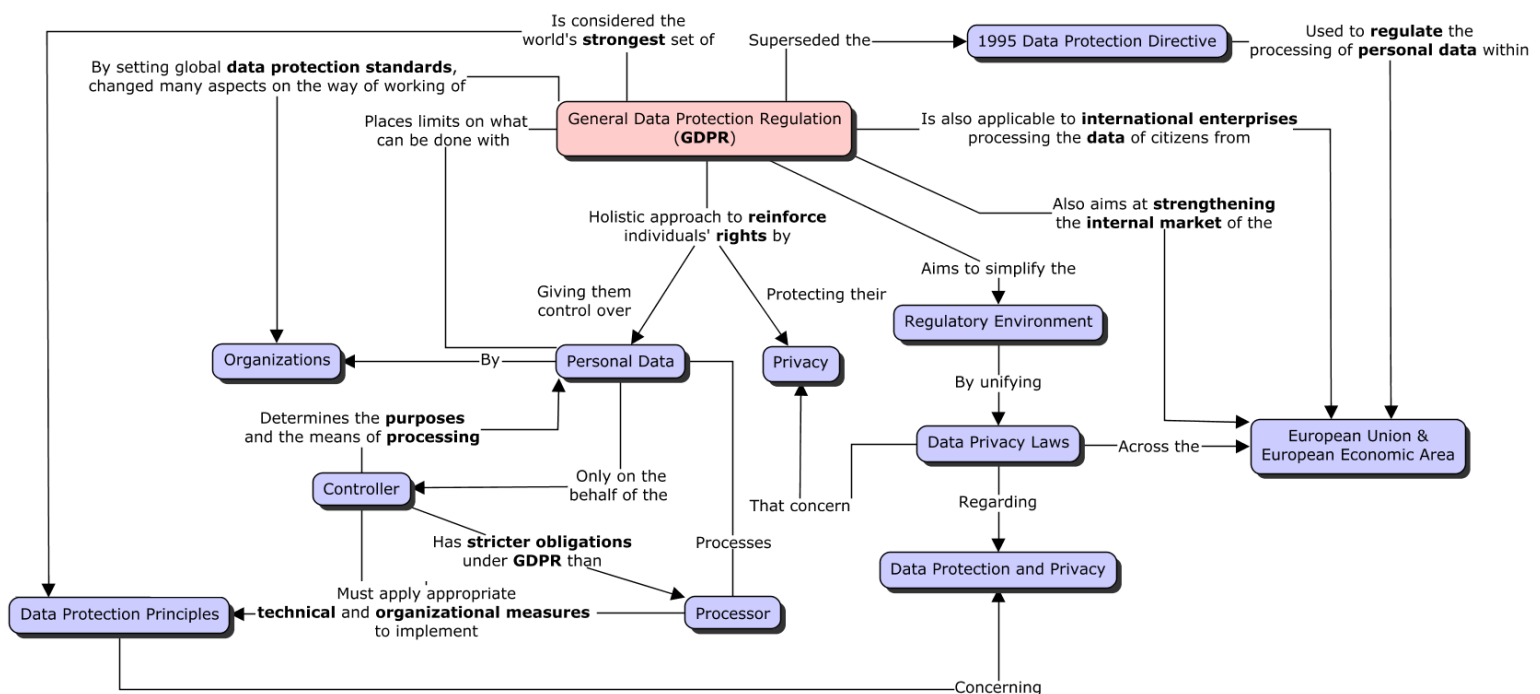 Is considered the
world's strongest set of
Superseded the
1995 Data Protection Directive
Used to regulate the
processing of personal data within
By setting global data protection standards,
changed many aspects on the way of working of
Places limits on what
can be done with
General Data Protection Regulation
(GDPR)
Is also applicable to international enterprises
processing the data of citizens from
Also aims at strengthening
the internal market of the
Holistic approach to reinforce
individuals' rights by
Aims to simplify the
Giving them
control over
Protecting their
Regulatory Environment
Organizations
By
Personal Data
Privacy
By unifying
Determines the purposes
and the means of processing
Data Privacy Laws
Across the
European Union &
European Economic Area
Controller
Only on the
behalf of the
That concern
Regarding
Has stricter obligations
under GDPR than
Processes
Data Protection and Privacy
Data Protection Principles
Must apply appropriate
technical and organizational measures
to implement
Processor
Concerning